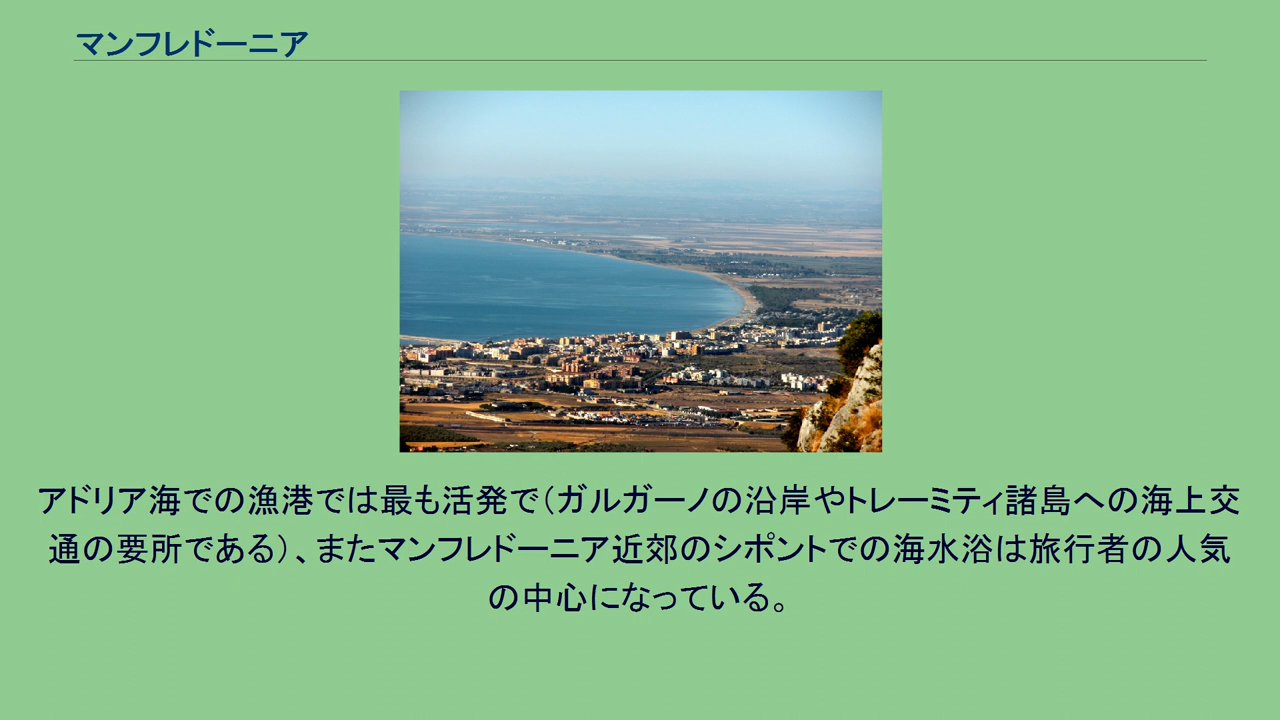 マンフレドーニア
アドリア海での漁港では最も活発で（ガルガーノの沿岸やトレーミティ諸島への海上交
通の要所である）、またマンフレドーニア近郊のシポントでの海水浴は旅行者の人気
の中心になっている。